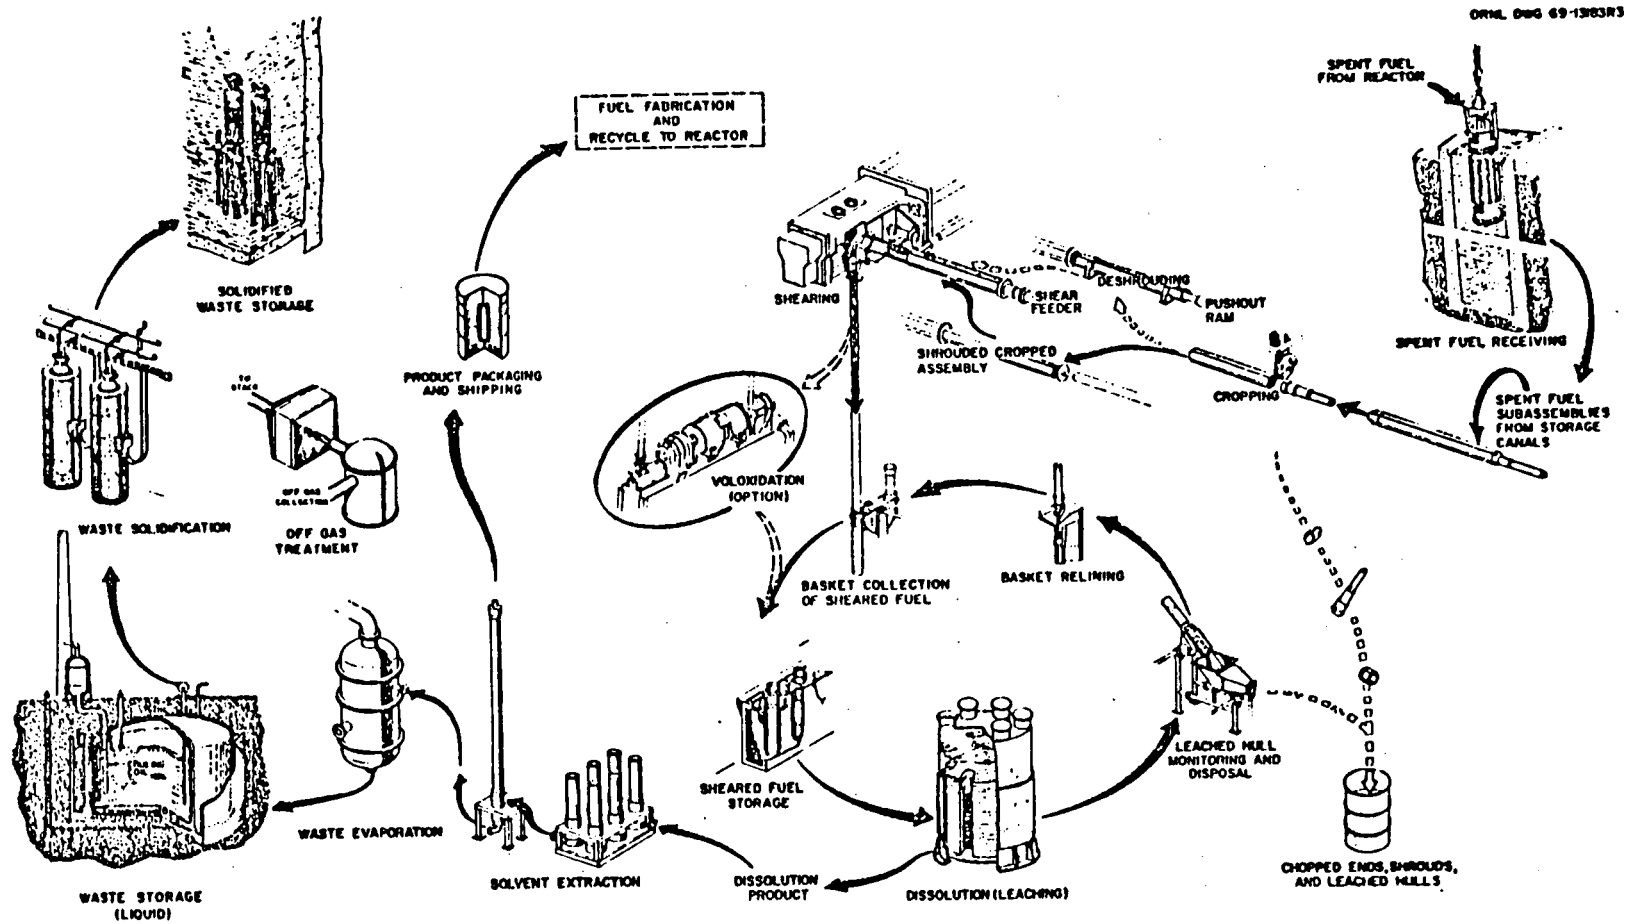 ORNL DWG 69-13183R3
SPENT FUEL
FROM REACTOR
FUEL FABRICATION
AND
RECYCLE TO REACTOR
SOLIDIFIED
WASTE STORAGE
SHEARING
SHEAR
FEEDER
DESHROUDING
PUSHOUT
RAM
SPENT FUEL RECEIVING
SHROUDED CROPPED
ASSEMBLY
CROPPING
SPENT FUEL
SUBASSEMBLIES
FROM STORAGE
CANALS
PRODUCT PACKAGING
AND SHIPPING
TO
STACK
OFF GAS
COLLECTION
OFF GAS
TREATMENT
WASTE SOLIDIFICATION
VOLOXIDATION
(OPTION)
BASKET COLLECTION
OF SHEARED FUEL
BASKET RELINING
LEACHED HULL
MONITORING AND
DISPOSAL
SHEARED FUEL
STORAGE
WASTE EVAPORATION
SOLVENT EXTRACTION
DISSOLUTION
PRODUCT
DISSOLUTION (LEACHING)
CHOPPED ENDS, SHROUDS,
AND LEACHED HULLS
WASTE STORAGE
(LIQUID)